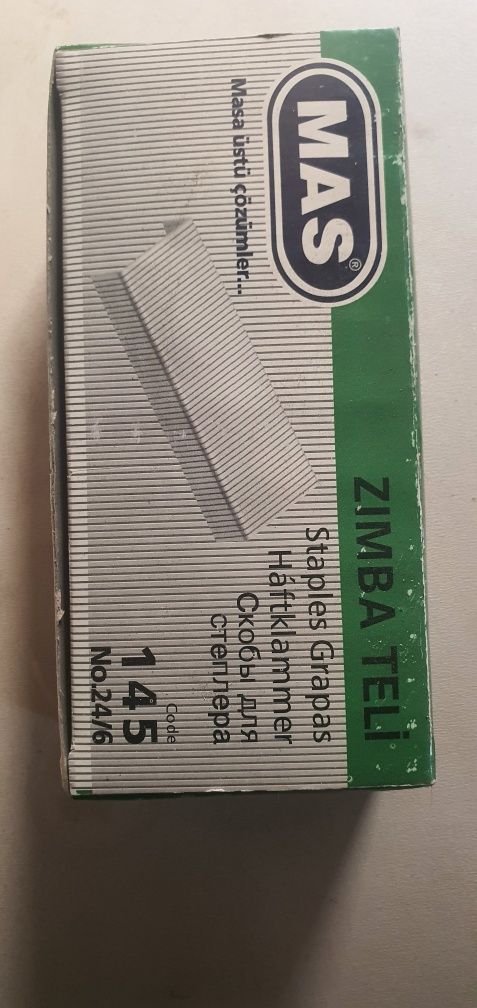 MAS®
Masa üstü çözümler...
ZIMBA TELİ
Staples Grapas
Háftklammer
Скобы для
степлера
Code
145
No.24/6